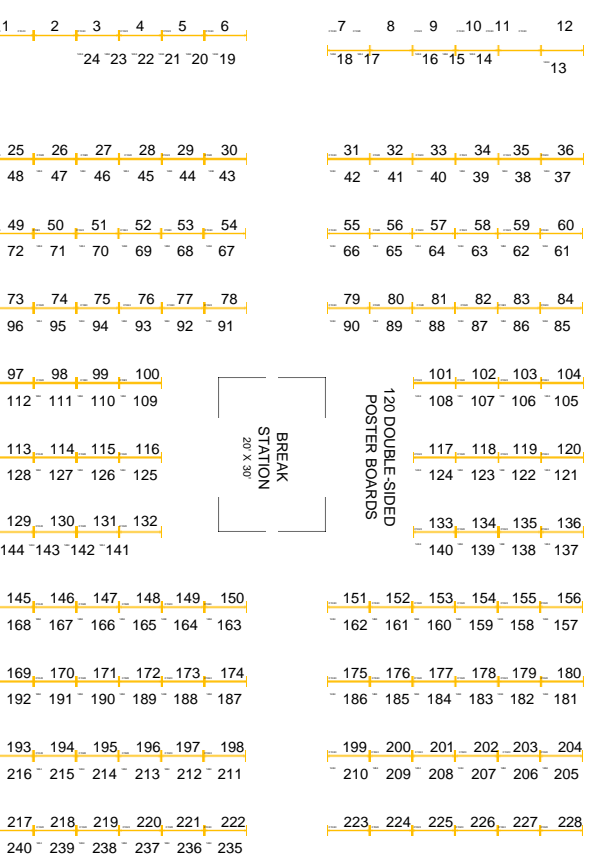 1 2 3 4 5 6 7 8 9 10 11 12
24 23 22 21 20 19 18 17 16 15 14 13
25 26 27 28 29 30 31 32 33 34 35 36
48 47 46 45 44 43 42 41 40 39 38 37
49 50 51 52 53 54 55 56 57 58 59 60
72 71 70 69 68 67 66 65 64 63 62 61
73 74 75 76 77 78 79 80 81 82 83 84
96 95 94 93 92 91 90 89 88 87 86 85
97 98 99 100 101 102 103 104
112 111 110 109 108 107 106 105
BREAK
STATION
20' X 30'
120 DOUBLE-SIDED
POSTER BOARDS
113 114 115 116 117 118 119 120
128 127 126 125 124 123 122 121
129 130 131 132 133 134 135 136
144 143 142 141 140 139 138 137
145 146 147 148 149 150 151 152 153 154 155 156
168 167 166 165 164 163 162 161 160 159 158 157
169 170 171 172 173 174 175 176 177 178 179 180
192 191 190 189 188 187 186 185 184 183 182 181
193 194 195 196 197 198 199 200 201 202 203 204
216 215 214 213 212 211 210 209 208 207 206 205
217 218 219 220 221 222 223 224 225 226 227 228
240 239 238 237 236 235